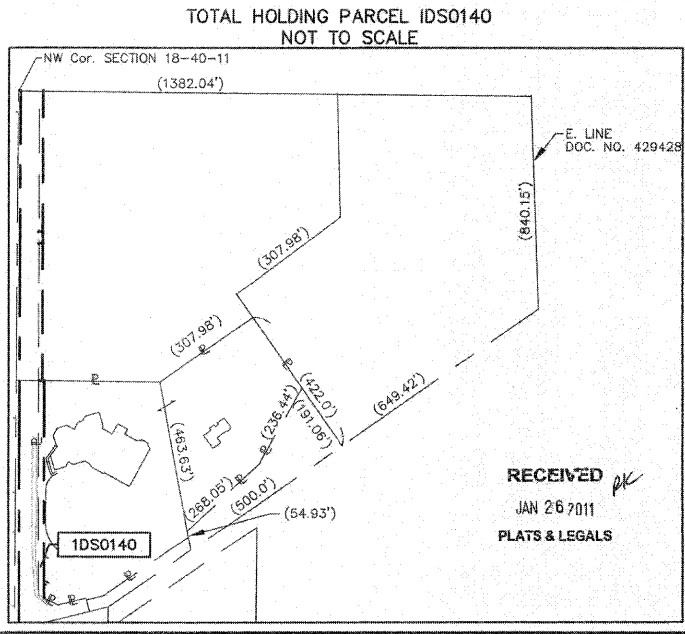 TOTAL HOLDING PARCEL IDS0140
NOT TO SCALE
NW Cor. SECTION 18-40-11
(1382.04')
E. LINE
DOC. NO. 429428
(840.15')
(307.98')
(307.98')
(422.0')
(191.06')
(649.42')
(236.44')
(463.63')
(268.05')
(500.0')
(54.93')
1DS0140
RECEIVED
JAN 26 2011
PLATS & LEGALS